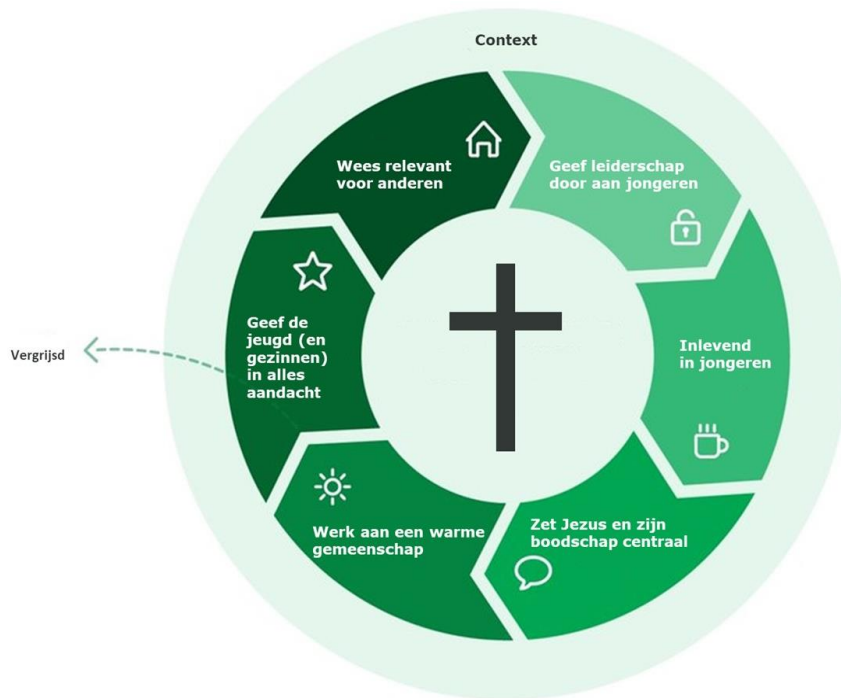 Context
Geef leiderschap
door aan jongeren
Inlevend
in jongeren
Zet Jezus en zijn
boodschap centraal
Werk aan een warme
gemeenschap
Geef de
jeugd (en
gezinnen)
in alles
aandacht
Wees relevant
voor anderen
Vergrijsd